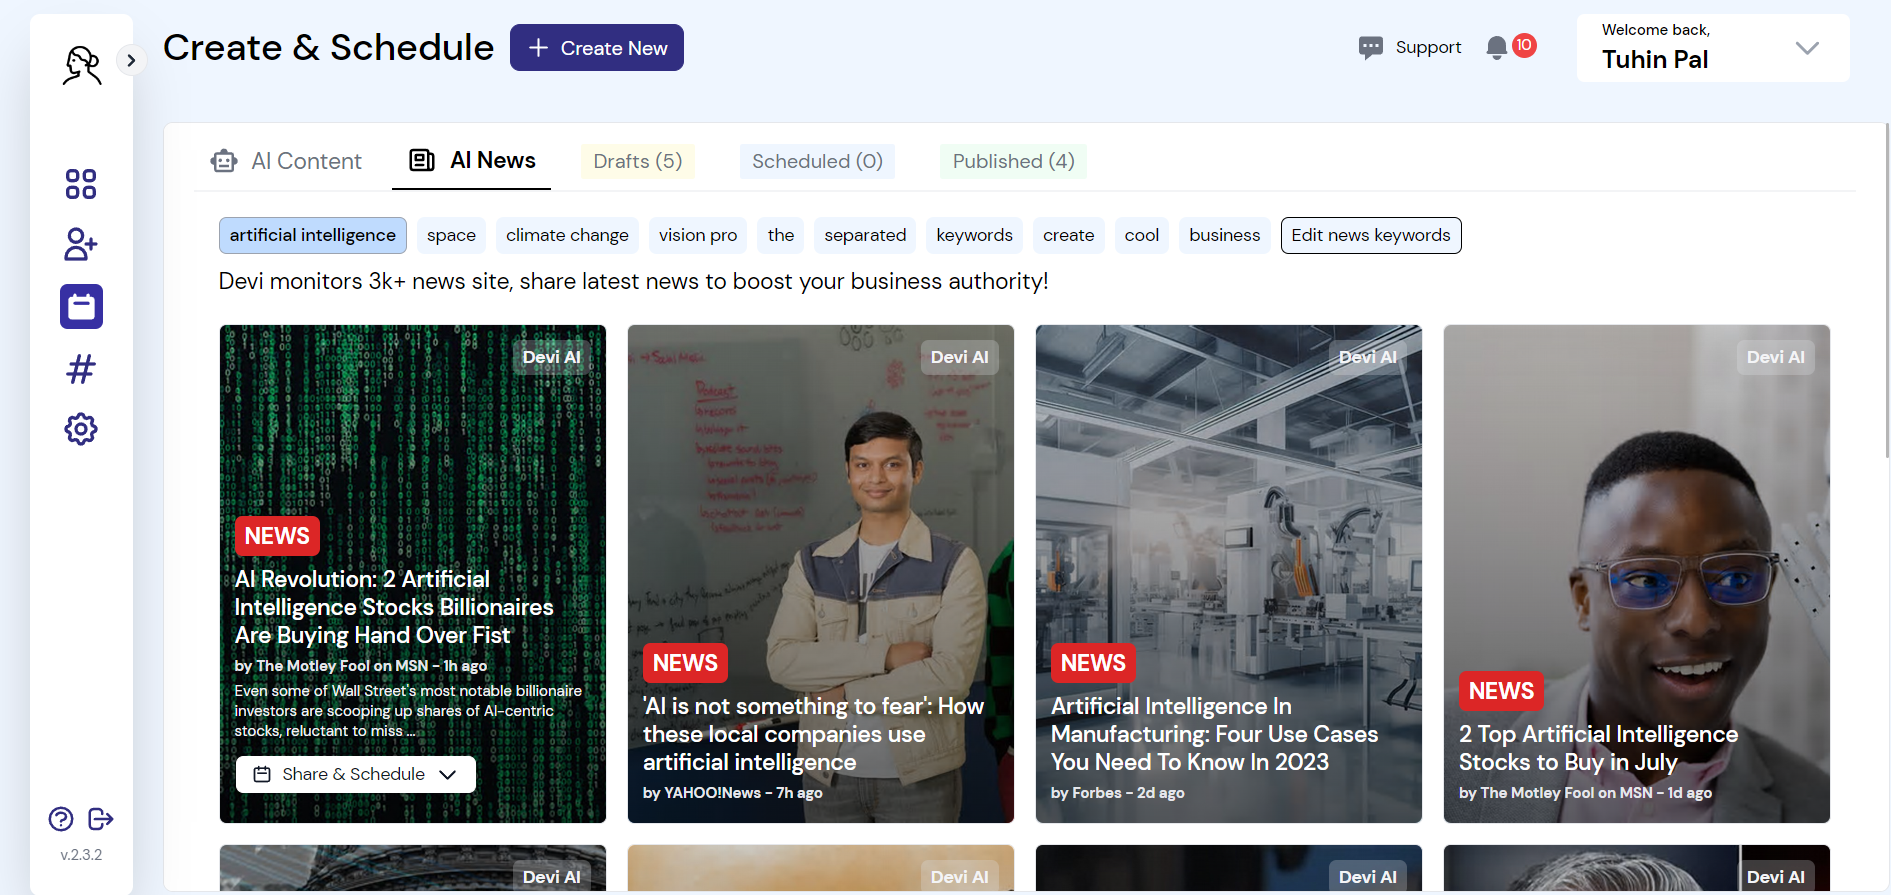 Create & Schedule
+ Create New
Support
10
Welcome back,
Tuhin Pal
AI Content
AI News
Drafts (5)
Scheduled (0)
Published (4)
artificial intelligence
space
climate change
vision pro
the
separated
keywords
create
cool
business
Edit news keywords
Devi monitors 3k+ news site, share latest news to boost your business authority!
Devi AI
NEWS
AI Revolution: 2 Artificial
Intelligence Stocks Billionaires
Are Buying Hand Over Fist
by The Motley Fool on MSN - 1h ago
Even some of Wall Street's most notable billionaire
investors are scooping up shares of AI-centric
stocks, reluctant to miss ...
Share & Schedule
Devi AI
Podcast
NEWS
'AI is not something to fear': How
these local companies use
artificial intelligence
by YAHOO!News - 7h ago
Devi AI
NEWS
Artificial Intelligence In
Manufacturing: Four Use Cases
You Need To Know In 2023
by Forbes - 2d ago
Devi AI
NEWS
2 Top Artificial Intelligence
Stocks to Buy in July
by The Motley Fool on MSN - 1d ago
Devi AI
Devi AI
Devi AI
Devi AI
v.2.3.2